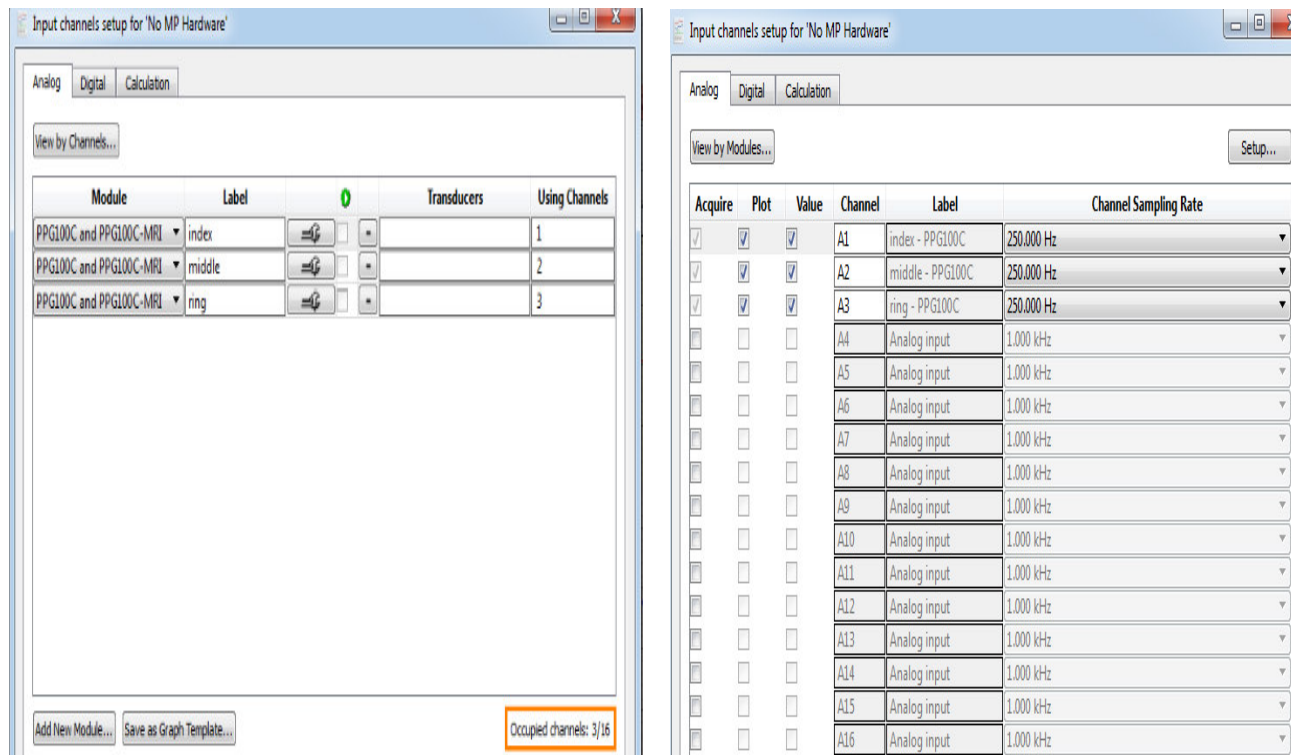 Input channels setup for 'No MP Hardware'
Analog Digital Calculation
View by Channels...
Module Label Transducers Using Channels
PPG100C and PPG100C-MRI index 1
PPG100C and PPG100C-MRI middle 2
PPG100C and PPG100C-MRI ring 3
Add New Module... Save as Graph Template... Occupied channels: 3/16
Input channels setup for 'No MP Hardware'
Analog Digital Calculation
View by Modules... Setup...
Acquire Plot Value Channel Label Channel Sampling Rate
A1 index - PPG100C 250.000 Hz
A2 middle - PPG100C 250.000 Hz
A3 ring - PPG100C 250.000 Hz
A4 Analog input 1.000 kHz
A5 Analog input 1.000 kHz
A6 Analog input 1.000 kHz
A7 Analog input 1.000 kHz
A8 Analog input 1.000 kHz
A9 Analog input 1.000 kHz
A10 Analog input 1.000 kHz
A11 Analog input 1.000 kHz
A12 Analog input 1.000 kHz
A13 Analog input 1.000 kHz
A14 Analog input 1.000 kHz
A15 Analog input 1.000 kHz
A16 Analog input 1.000 kHz